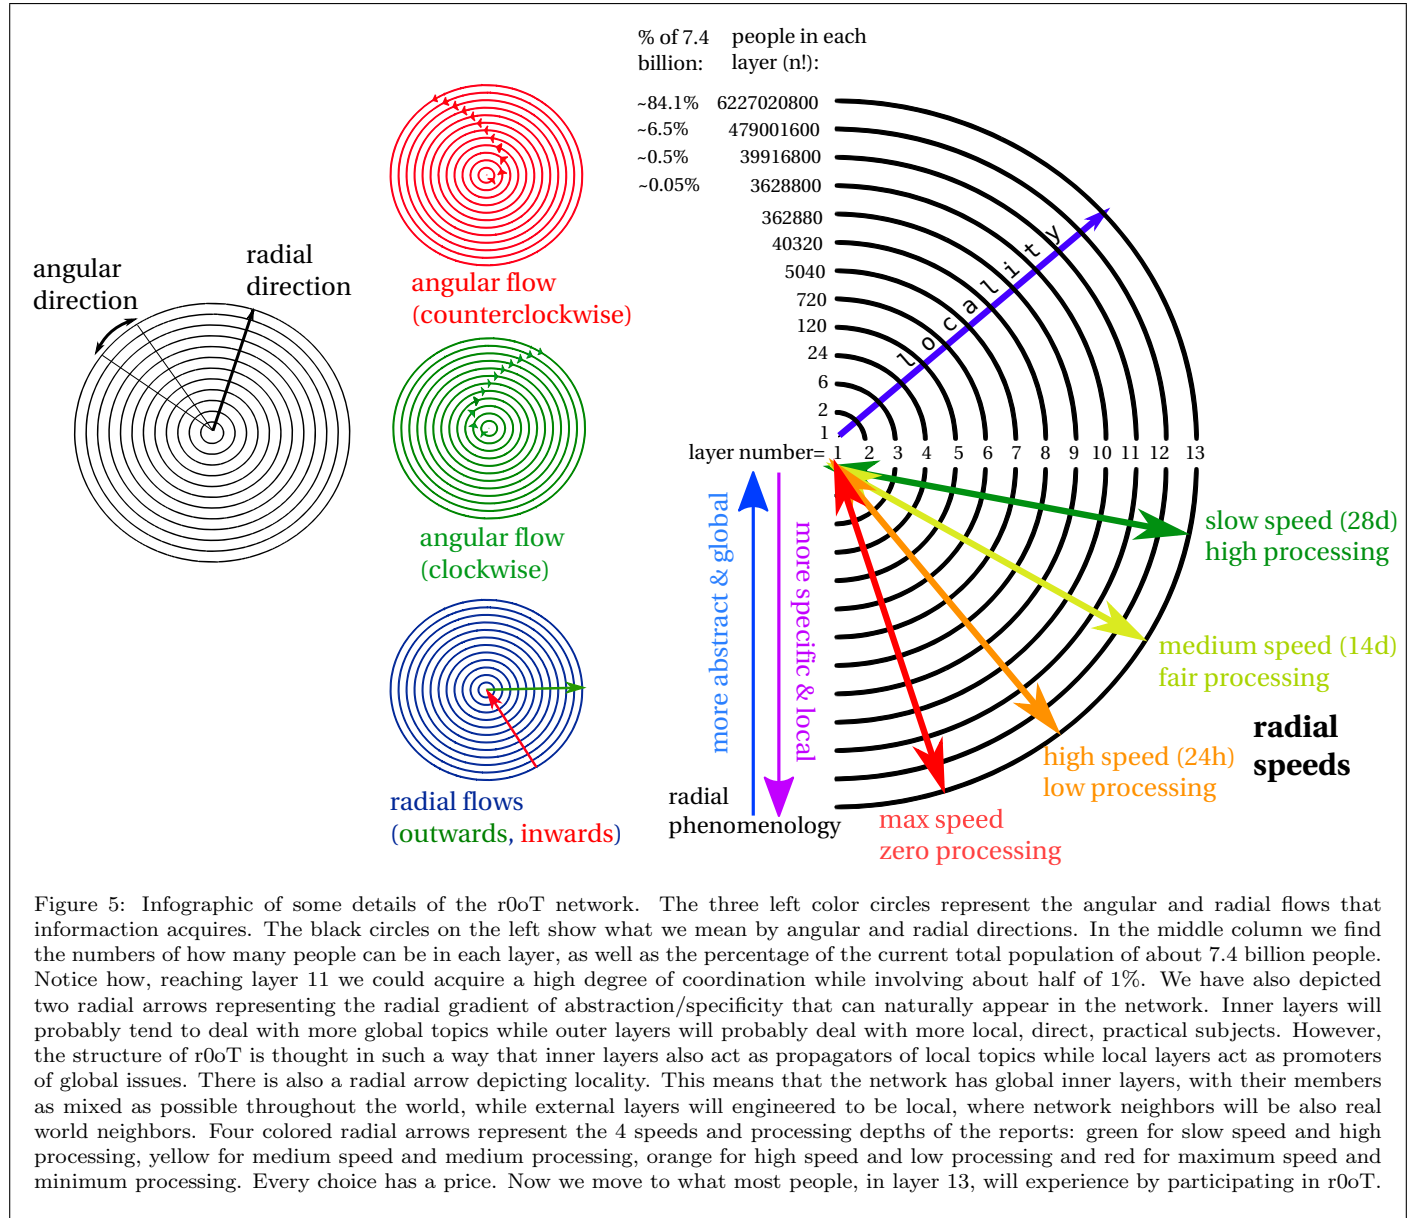 % of 7.4
billion:
people in each
layer (n!):
~84.1% 6227020800
~6.5% 479001600
~0.5% 39916800
~0.05% 3628800
362880
40320
5040
720
120
24
6
2
1
layer number= 1 2 3 4 5 6 7 8 9 10 11 12 13
locality
angular
direction
radial
direction
angular flow
(counterclockwise)
angular flow
(clockwise)
radial flows
(outwards, inwards)
more abstract & global
more specific & local
radial
phenomenology
slow speed (28d)
high processing
medium speed (14d)
fair processing
radial
speeds
high speed (24h)
low processing
max speed
zero processing
Figure 5: Infographic of some details of the r0oT network. The three left color circles represent the angular and radial flows that
informaction acquires. The black circles on the left show what we mean by angular and radial directions. In the middle column we find
the numbers of how many people can be in each layer, as well as the percentage of the current total population of about 7.4 billion people.
Notice how, reaching layer 11 we could acquire a high degree of coordination while involving about half of 1%. We have also depicted
two radial arrows representing the radial gradient of abstraction/specificity that can naturally appear in the network. Inner layers will
probably tend to deal with more global topics while outer layers will probably deal with more local, direct, practical subjects. However,
the structure of r0oT is thought in such a way that inner layers also act as propagators of local topics while local layers act as promoters
of global issues. There is also a radial arrow depicting locality. This means that the network has global inner layers, with their members
as mixed as possible throughout the world, while external layers will engineered to be local, where network neighbors will be also real
world neighbors. Four colored radial arrows represent the 4 speeds and processing depths of the reports: green for slow speed and high
processing, yellow for medium speed and medium processing, orange for high speed and low processing and red for maximum speed and
minimum processing. Every choice has a price. Now we move to what most people, in layer 13, will experience by participating in r0oT.